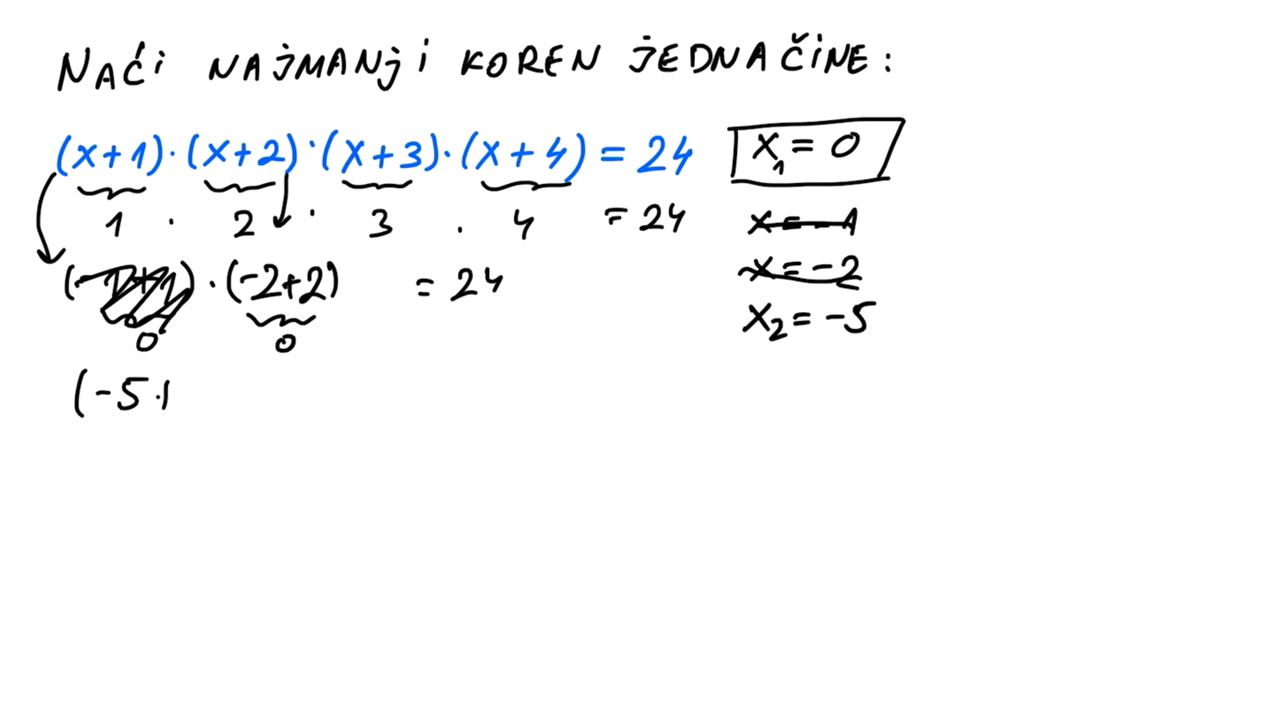 NAĆi NAjMANji KOREN jEDNAČiNE:
(x+1)·(x+2)·(x+3)·(x+4)=24
x₁=0
1 · 2 · 3 · 4 = 24
x=-1
(-1+1)·(-2+2) =24
x=-2
0 0
x₂=-5
(-5+